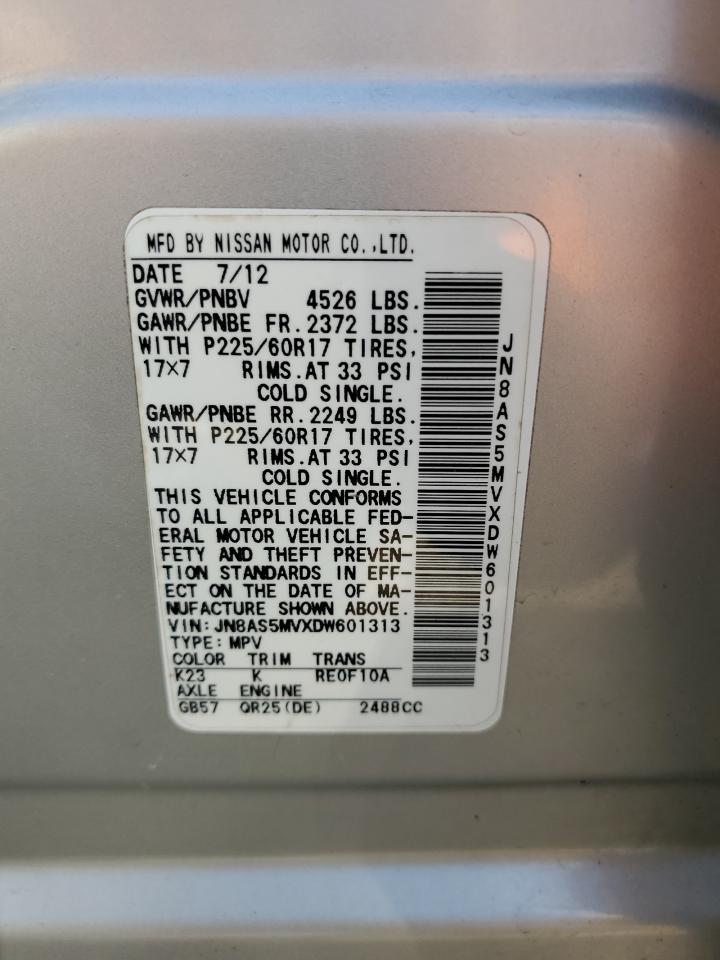 MFD BY NISSAN MOTOR CO.,LTD.
DATE 7/12
GVWR/PNBV 4526 LBS.
GAWR/PNBE FR.2372 LBS.
WITH P225/60R17 TIRES,
17×7 RIMS.AT 33 PSI
COLD SINGLE.
GAWR/PNBE RR.2249 LBS.
WITH P225/60R17 TIRES,
17×7 RIMS.AT 33 PSI
COLD SINGLE.
THIS VEHICLE CONFORMS
TO ALL APPLICABLE FED-
ERAL MOTOR VEHICLE SA-
FETY AND THEFT PREVEN-
TION STANDARDS IN EFF-
ECT ON THE DATE OF MA-
NUFACTURE SHOWN ABOVE.
VIN:JN8AS5MVXDW601313
TYPE:MPV
COLOR TRIM TRANS
K23 K RE0F10A
AXLE ENGINE
GB57 QR25(DE) 2488CC
JN8AS5MVXDW601313